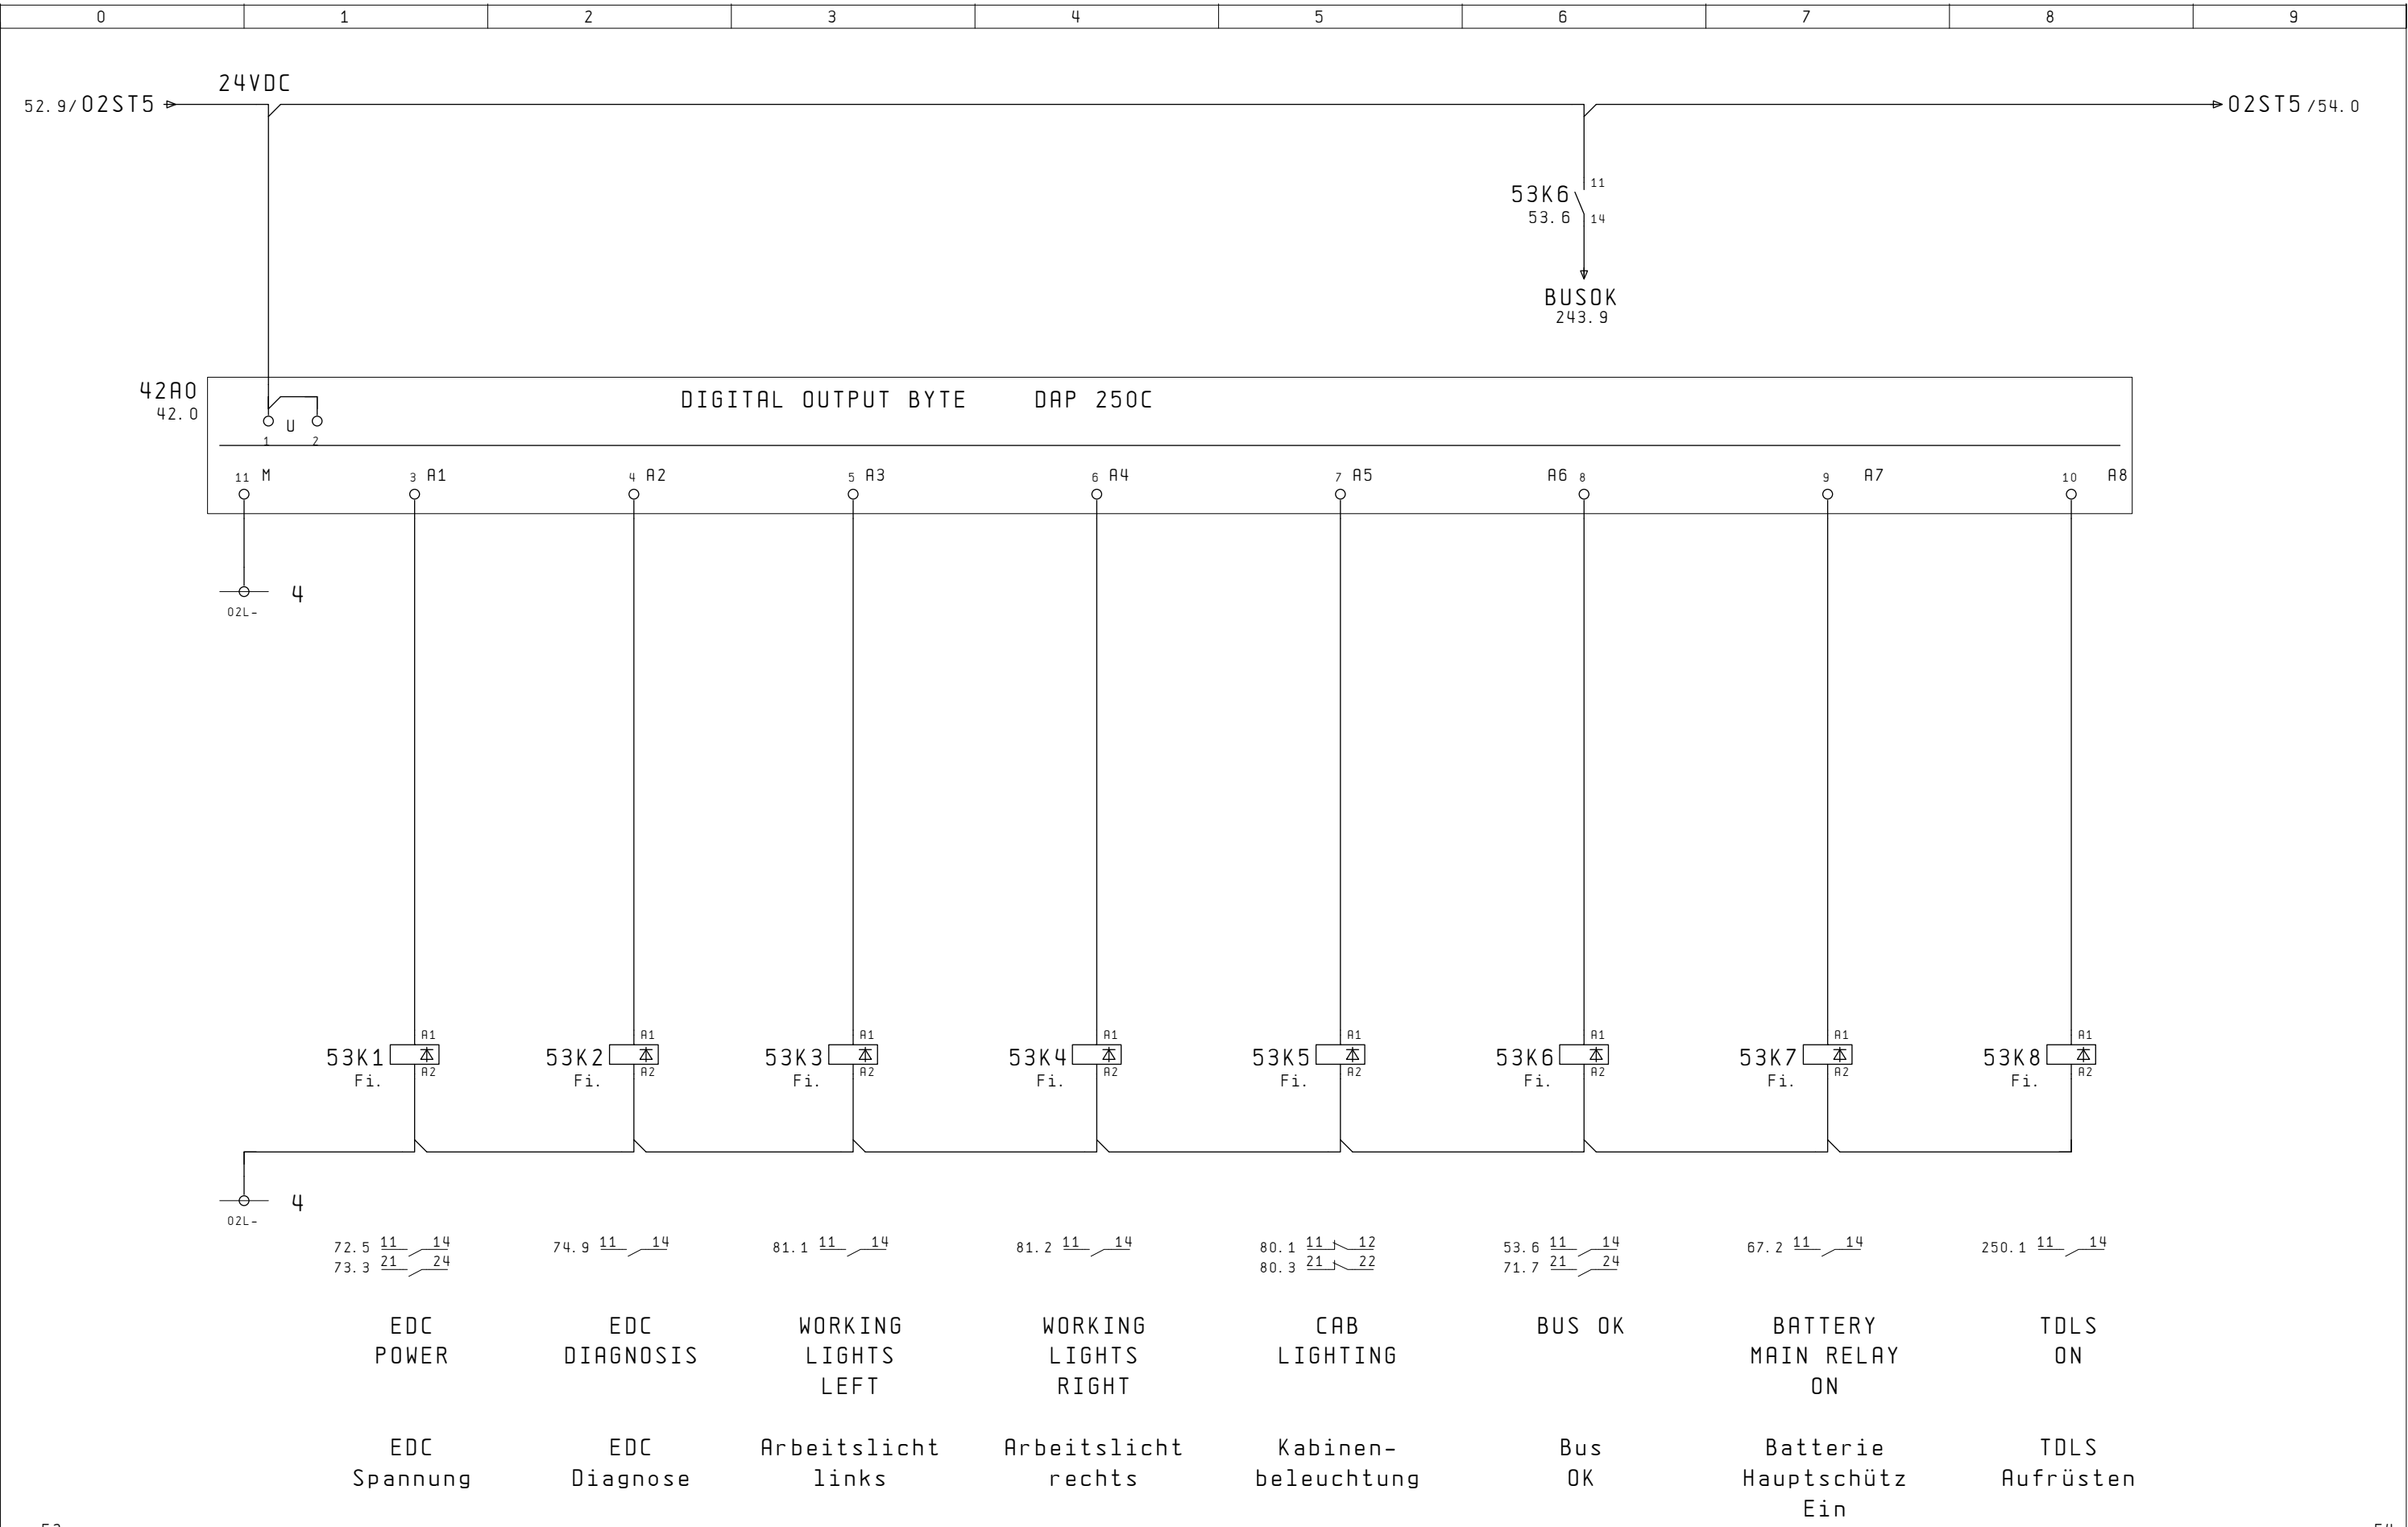 0 1 2 3 4 5 6 7 8 9
24VDC
52.9/02ST5
02ST5/54.0
53K6 11
53.6 14
BUSOK
243.9
42A0
42.0
DIGITAL OUTPUT BYTE DAP 250C
U
1 2
11 M 3 A1 4 A2 5 A3 6 A4 7 A5 A6 8 9 A7 10 A8
4
02L-
A1 A1 A1 A1 A1 A1 A1 A1
53K1 53K2 53K3 53K4 53K5 53K6 53K7 53K8
A2 A2 A2 A2 A2 A2 A2 A2
Fi. Fi. Fi. Fi. Fi. Fi. Fi. Fi.
4
02L-
72.5 11 14 74.9 11 14 81.1 11 14 81.2 11 14 80.1 11 12 53.6 11 14 67.2 11 14 250.1 11 14
73.3 21 24 80.3 21 22 71.7 21 24
EDC
POWER
EDC
DIAGNOSIS
WORKING
LIGHTS
LEFT
WORKING
LIGHTS
RIGHT
CAB
LIGHTING
BUS OK
BATTERY
MAIN RELAY
ON
TDLS
ON
EDC
Spannung
EDC
Diagnose
Arbeitslicht
links
Arbeitslicht
rechts
Kabinen-
beleuchtung
Bus
OK
Batterie
Hauptschütz
Ein
TDLS
Aufrüsten